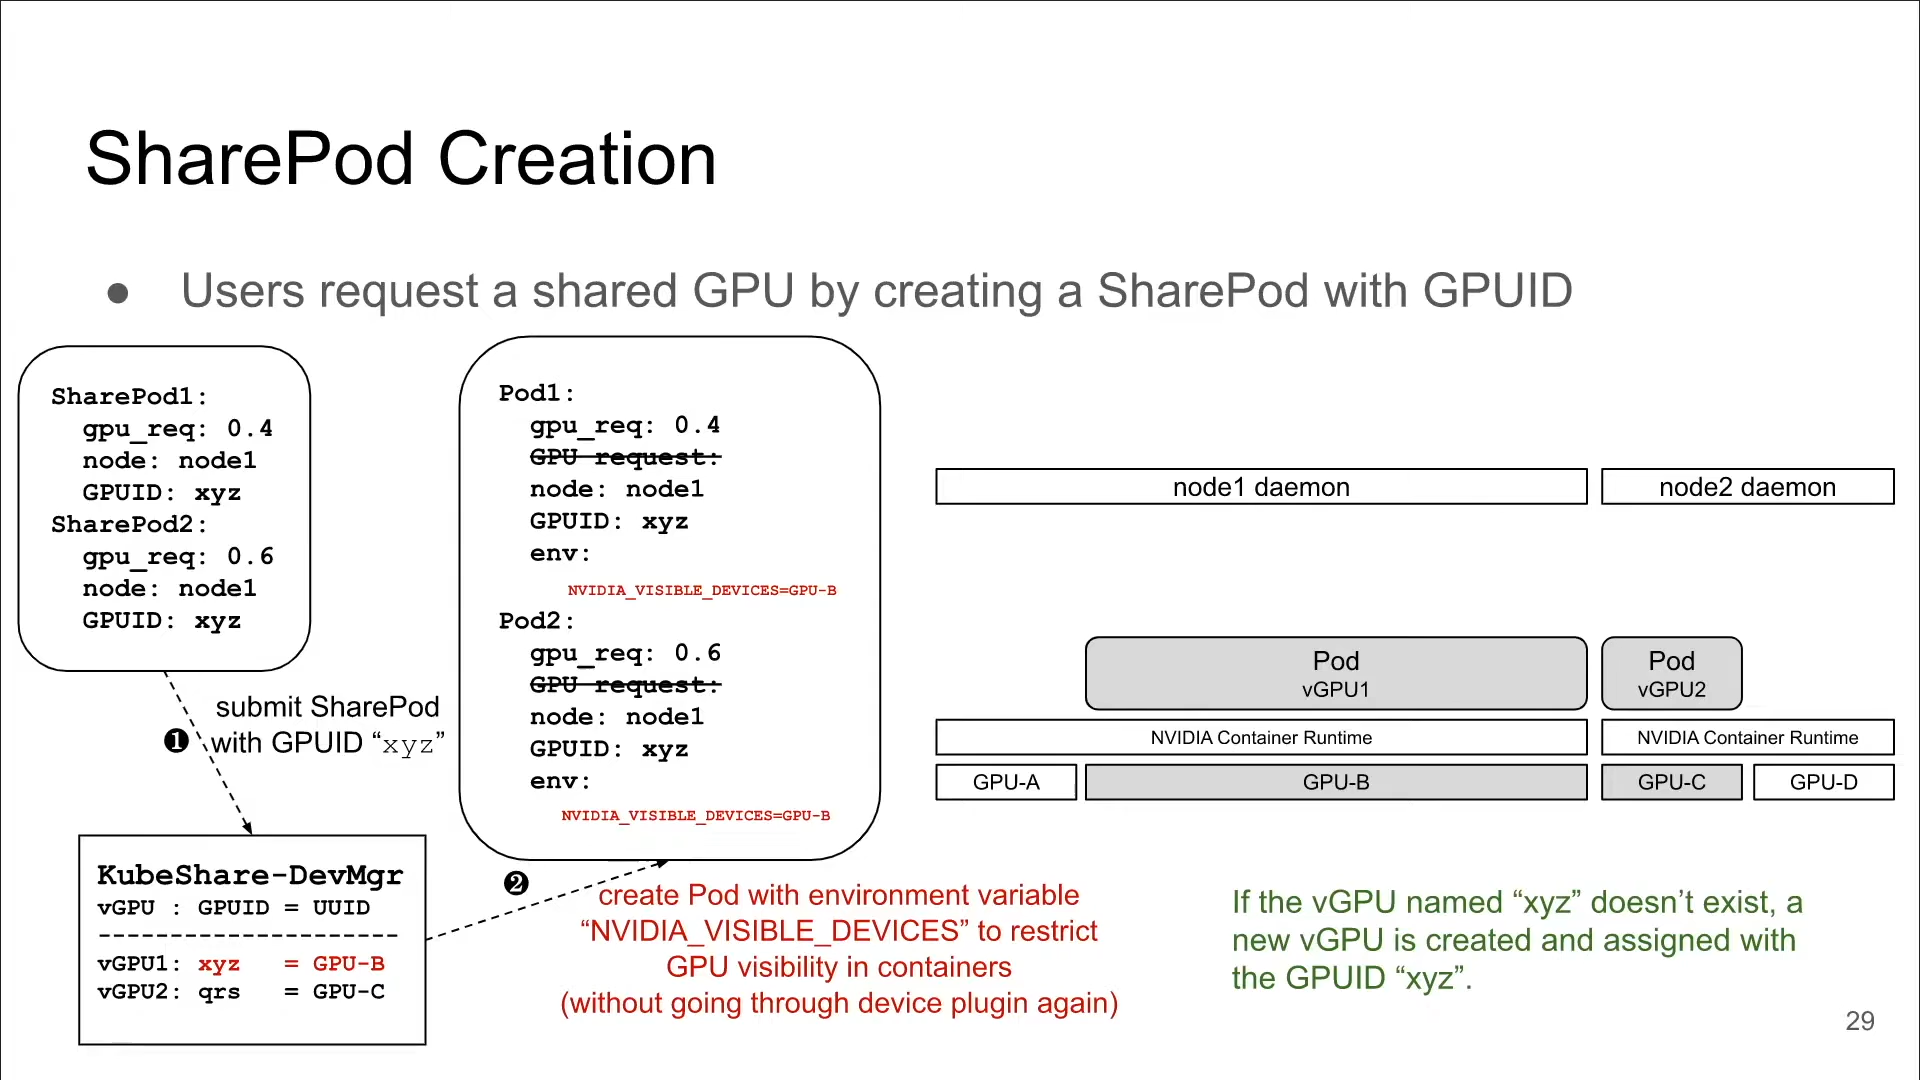 SharePod Creation
● Users request a shared GPU by creating a SharePod with GPUID
SharePod1:
gpu_req: 0.4
node: node1
GPUID: xyz
SharePod2:
gpu_req: 0.6
node: node1
GPUID: xyz
❶
submit SharePod
with GPUID “xyz”
KubeShare-DevMgr
vGPU : GPUID = UUID
---------------------
vGPU1: xyz = GPU-B
vGPU2: qrs = GPU-C
Pod1:
gpu_req: 0.4
GPU request:
node: node1
GPUID: xyz
env:
NVIDIA_VISIBLE_DEVICES=GPU-B
Pod2:
gpu_req: 0.6
GPU request:
node: node1
GPUID: xyz
env:
NVIDIA_VISIBLE_DEVICES=GPU-B
❷
create Pod with environment variable
“NVIDIA_VISIBLE_DEVICES” to restrict
GPU visibility in containers
(without going through device plugin again)
node1 daemon
node2 daemon
Pod
vGPU1
Pod
vGPU2
NVIDIA Container Runtime
NVIDIA Container Runtime
GPU-A
GPU-B
GPU-C
GPU-D
If the vGPU named “xyz” doesn’t exist, a
new vGPU is created and assigned with
the GPUID “xyz”.
29